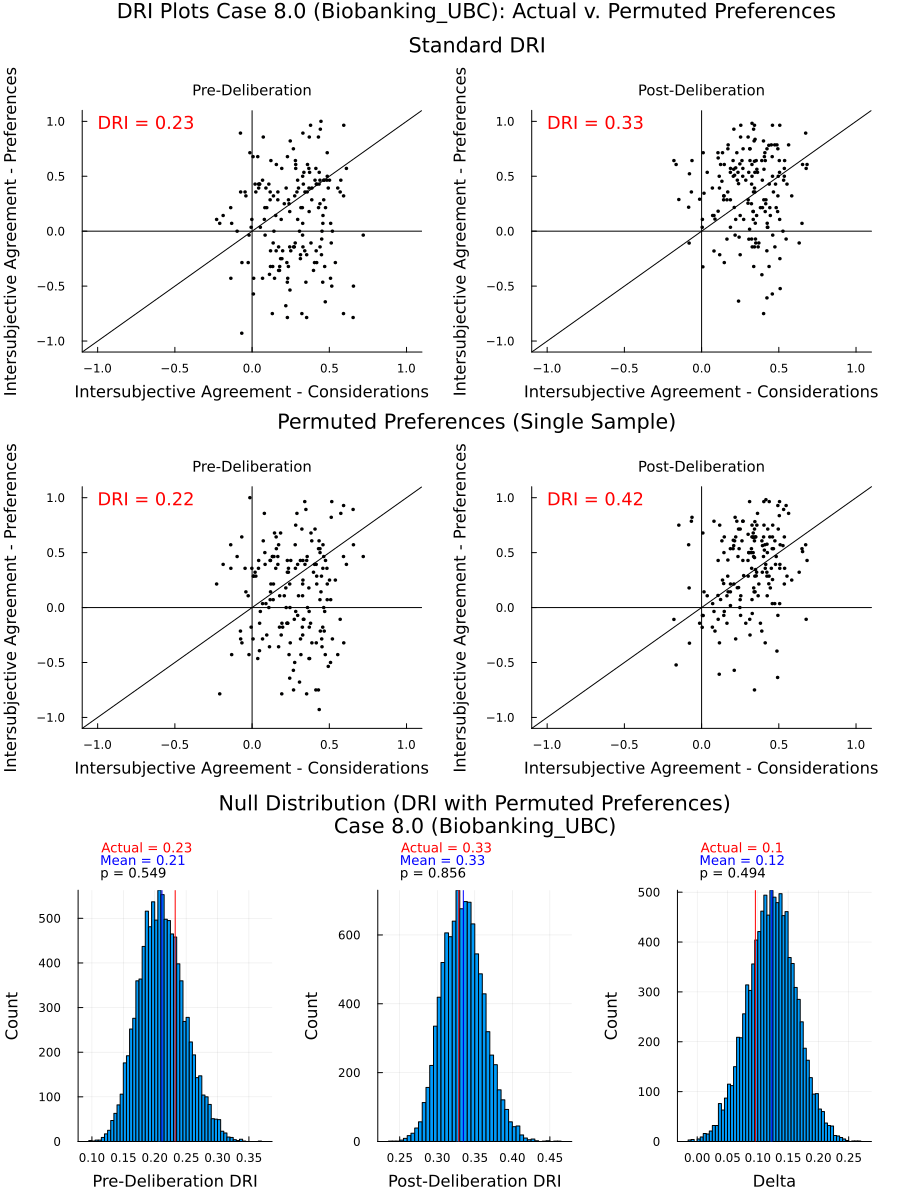 DRI Plots Case 8.0 (Biobanking_UBC): Actual v. Permuted Preferences
Standard DRI
Pre-Deliberation
Post-Deliberation
DRI = 0.23
DRI = 0.33
Intersubjective Agreement - Preferences
1.0
0.5
0.0
−0.5
−1.0
−1.0 −0.5 0.0 0.5 1.0
Intersubjective Agreement - Considerations
Intersubjective Agreement - Preferences
1.0
0.5
0.0
−0.5
−1.0
−1.0 −0.5 0.0 0.5 1.0
Intersubjective Agreement - Considerations
Permuted Preferences (Single Sample)
Pre-Deliberation
Post-Deliberation
DRI = 0.22
DRI = 0.42
Intersubjective Agreement - Preferences
1.0
0.5
0.0
−0.5
−1.0
−1.0 −0.5 0.0 0.5 1.0
Intersubjective Agreement - Considerations
Intersubjective Agreement - Preferences
1.0
0.5
0.0
−0.5
−1.0
−1.0 −0.5 0.0 0.5 1.0
Intersubjective Agreement - Considerations
Null Distribution (DRI with Permuted Preferences)
Case 8.0 (Biobanking_UBC)
Actual = 0.23
Mean = 0.21
p = 0.549
Count
500
400
300
200
100
0
0.10 0.15 0.20 0.25 0.30 0.35
Pre-Deliberation DRI
Actual = 0.33
Mean = 0.33
p = 0.856
Count
600
400
200
0
0.25 0.30 0.35 0.40 0.45
Post-Deliberation DRI
Actual = 0.1
Mean = 0.12
p = 0.494
Count
500
400
300
200
100
0
0.00 0.05 0.10 0.15 0.20 0.25
Delta